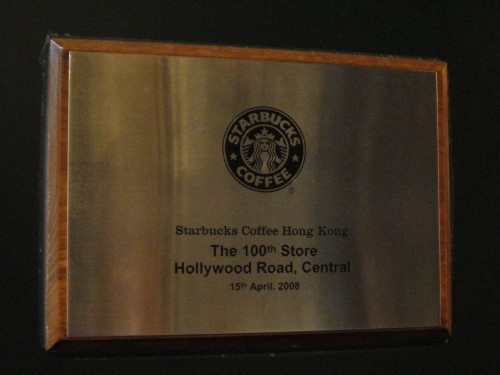 STARBUCKS
COFFEE
®
Starbucks Coffee Hong Kong
The 100th Store
Hollywood Road, Central
15th April, 2008